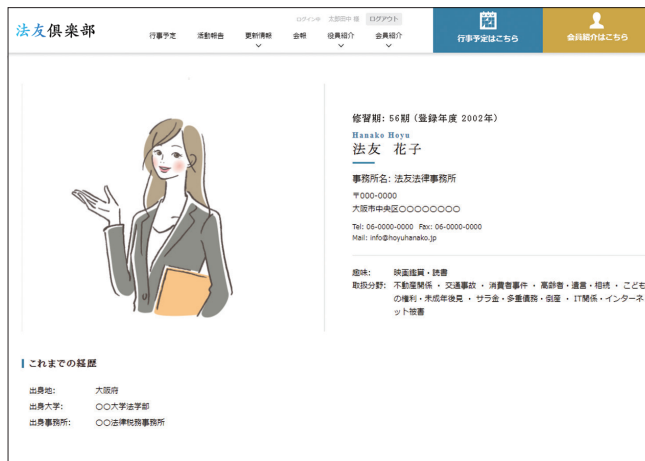 ログイン中 太郎田中 様 ログアウト
法友倶楽部
行事予定 活動報告 更新情報 会報 役員紹介 会員紹介
行事予定はこちら
会員紹介はこちら
修習期: 56期 (登録年度 2002年)
Hanako Hoyu
法友 花子
事務所名: 法友法律事務所
〒000-0000
大阪市中央区〇〇〇〇〇〇〇〇
Tel: 06-0000-0000 Fax: 06-0000-0000
Mail: info@hoyuhanako.jp
趣味: 映画鑑賞・読書
取扱分野: 不動産関係 ・ 交通事故 ・ 消費者事件 ・ 高齢者・遺言・相続 ・ こども
の権利・未成年後見 ・ サラ金・多重債務・倒産 ・ IT関係・インターネ
ット被害
これまでの経歴
出身地: 大阪府
出身大学: 〇〇大学法学部
出身事務所: 〇〇法律税務事務所